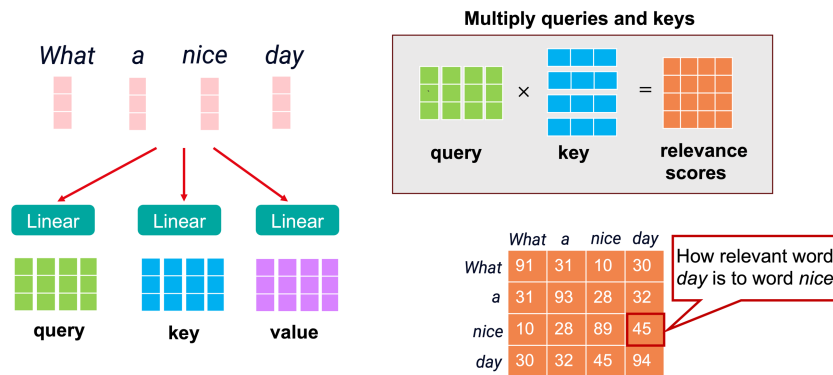 What a nice day
Linear Linear Linear
query key value
Multiply queries and keys
× =
query key relevance
scores
What a nice day
What 91 31 10 30
a 31 93 28 32
nice 10 28 89 45
day 30 32 45 94
How relevant word
day is to word nice